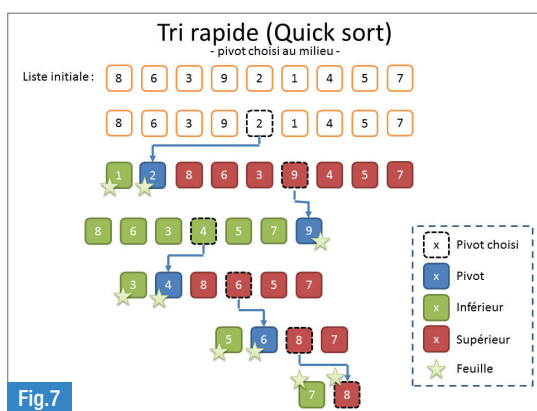 Tri rapide (Quick sort)
- pivot choisi au milieu -
Liste initiale : 8 6 3 9 2 1 4 5 7
8 6 3 9 2 1 4 5 7
1 2 8 6 3 9 4 5 7
8 6 3 4 5 7 9
3 4 8 6 5 7
5 6 8 7
7 8
x Pivot choisi
x Pivot
x Inférieur
x Supérieur
Feuille
Fig.7